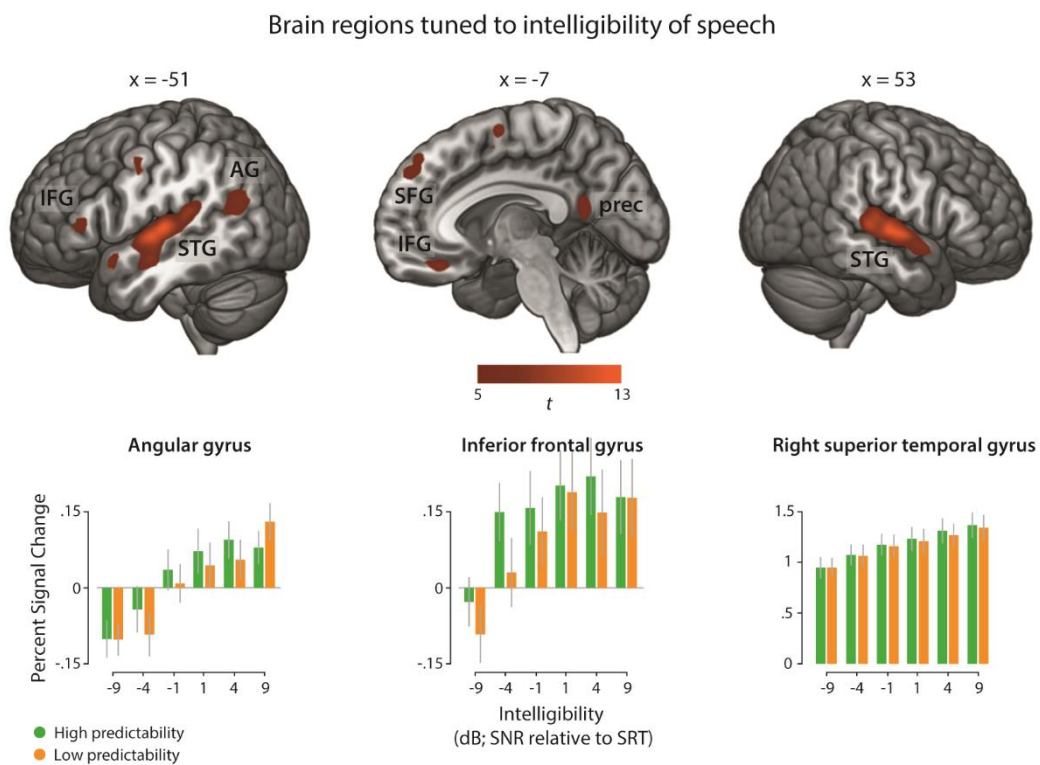 Brain regions tuned to intelligibility of speech
x = -51
x = -7
x = 53
IFG
AG
STG
SFG
IFG
prec
STG
5
13
t
Angular gyrus
Inferior frontal gyrus
Right superior temporal gyrus
Percent Signal Change
.15
0
-.15
-9 -4 -1 1 4 9
.15
0
-.15
-9 -4 -1 1 4 9
1.5
1
.5
0
-9 -4 -1 1 4 9
Intelligibility
(dB; SNR relative to SRT)
High predictability
Low predictability